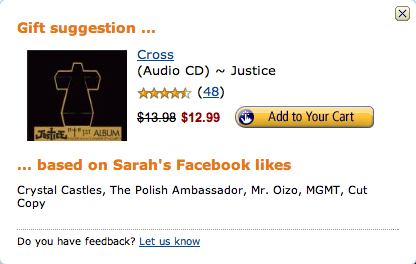 Gift suggestion ...
Cross
(Audio CD) ~ Justice
(48)
$13.98 $12.99
Add to Your Cart
JUSTICE "†" 1ST ALBUM
... based on Sarah's Facebook likes
Crystal Castles, The Polish Ambassador, Mr. Oizo, MGMT, Cut
Copy
Do you have feedback? Let us know